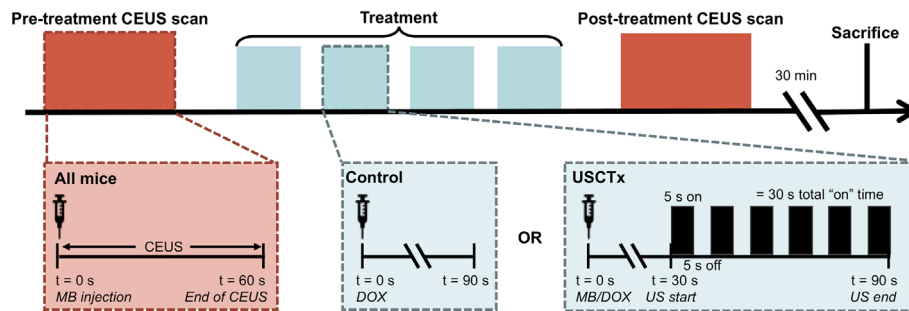 Pre-treatment CEUS scan
Treatment
Post-treatment CEUS scan
Sacrifice
30 min
All mice
CEUS
t = 0 s
t = 60 s
MB injection
End of CEUS
Control
t = 0 s
t = 90 s
DOX
OR
USCTx
5 s on
= 30 s total “on” time
5 s off
t = 0 s
t = 30 s
t = 90 s
MB/DOX
US start
US end